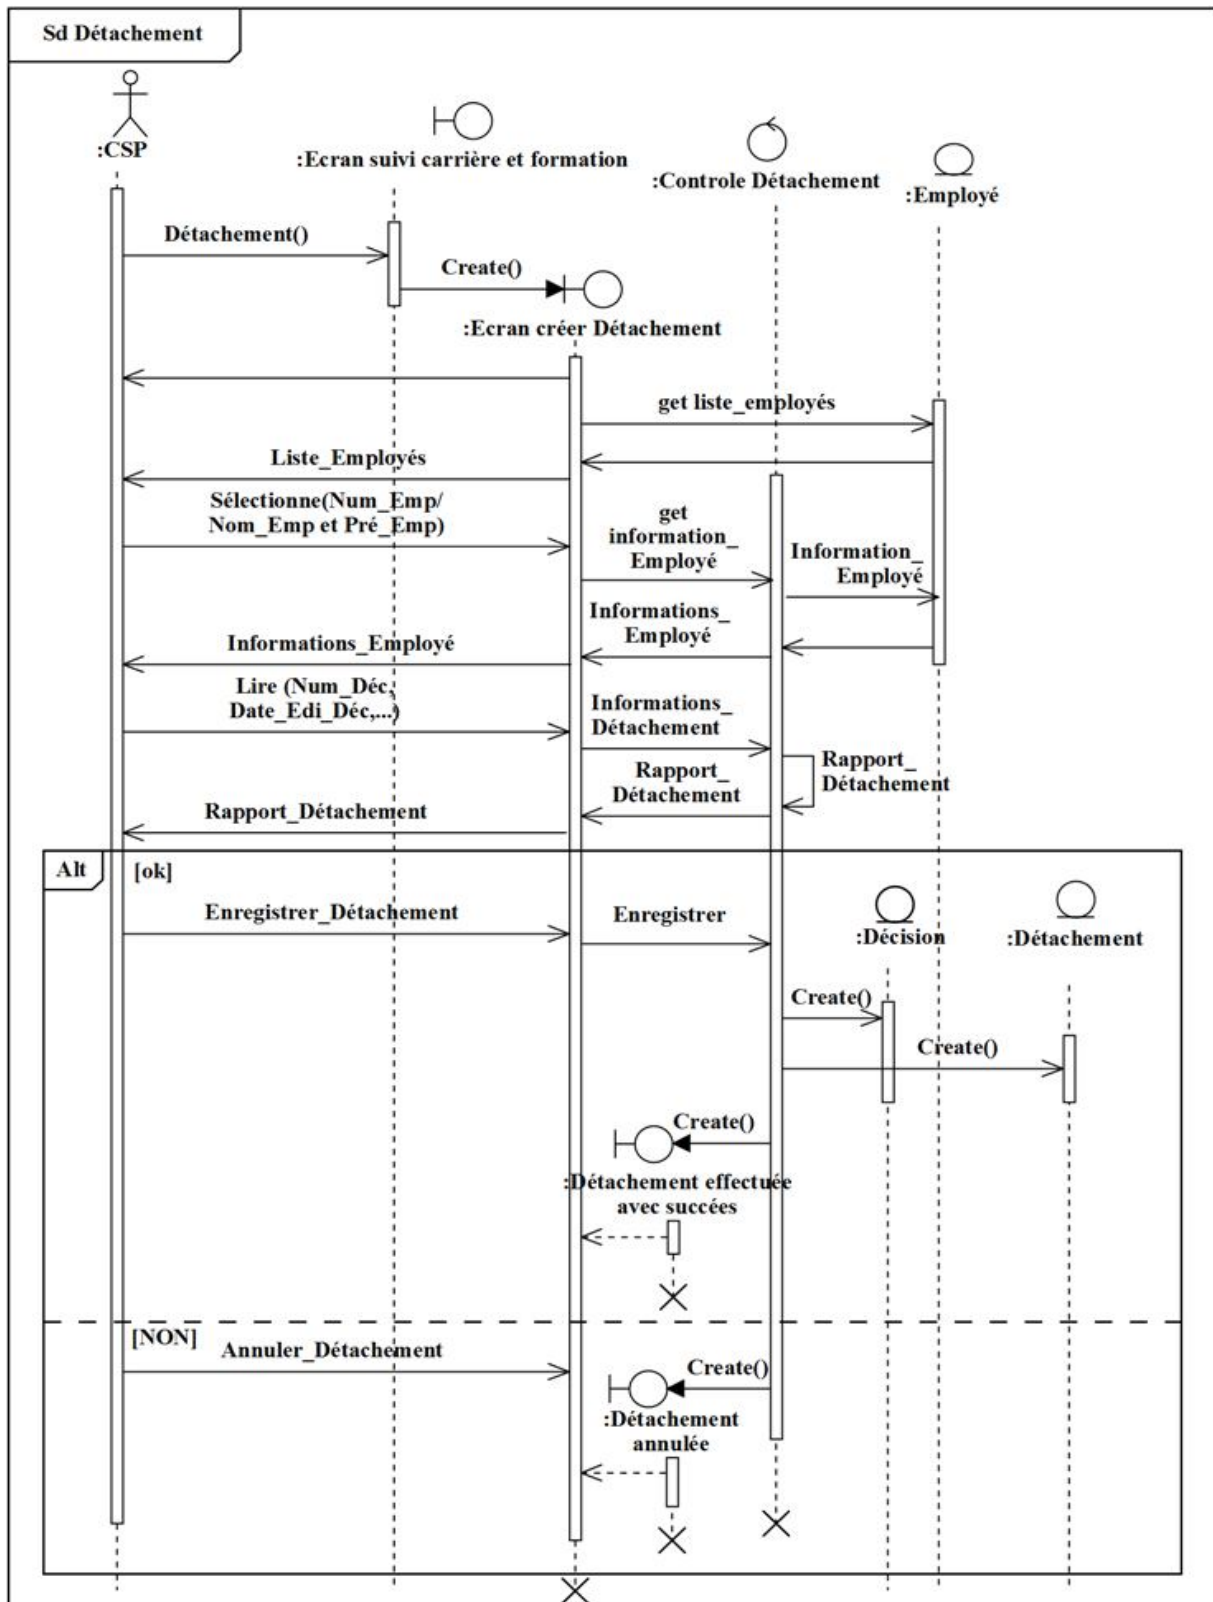 Sd Détachement
:CSP
:Ecran suivi carrière et formation
:Controle Détachement
:Employé
Détachement()
Create()
:Ecran créer Détachement
get liste_employés
Liste_Employés
Sélectionne(Num_Emp/
Nom_Emp et Pré_Emp)
get
information_
Employé
Information_
Employé
Informations_
Employé
Informations_Employé
Lire (Num_Déc,
Date_Edi_Déc,...)
Informations_
Détachement
Rapport_
Détachement
Rapport_
Détachement
Rapport_Détachement
Alt
[ok]
Enregistrer_Détachement
Enregistrer
:Décision
:Détachement
Create()
Create()
Create()
:Détachement effectuée
avec succées
[NON]
Annuler_Détachement
Create()
:Détachement
annulée